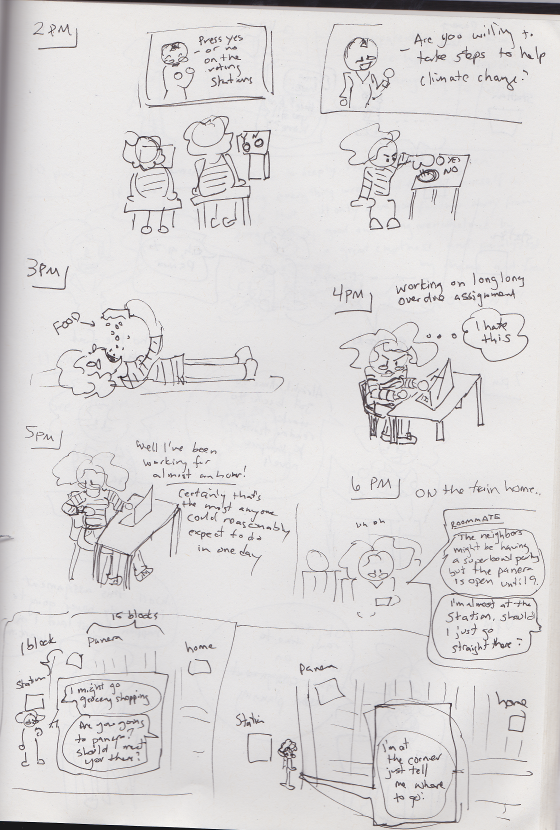 2 PM
Press yes
- or no
on the
voting
stations
- Are you willing to
take steps to help
climate change?
YES
NO
3PM
FOOD
4PM
working on long long
overdue assignment
I hate
this
5PM
Well I've been
working for
almost an hour!
Certainly that's
the most anyone
could reasonably
expect to do
in one day
6 PM
on the train home..
uh oh
ROOMMATE
The neighbors
might be having
a superbowl party
but the panera
is open until 9.
I'm almost at the
station, should
I just go
straight there?
15 blocks
1 block
Panera
home
Station
I might go
grocery shopping
Are you going
to panera?
should I meet
you there?
Panera
Station
home
I'm at
the corner
just tell
me where
to go!